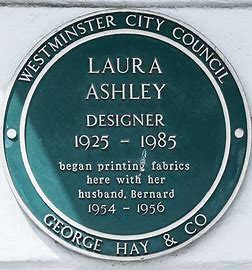 WESTMINSTER CITY COUNCIL
LAURA
ASHLEY
DESIGNER
1925 - 1985
began printing fabrics
here with her
husband, Bernard
1954 - 1956
GEORGE HAY & CO